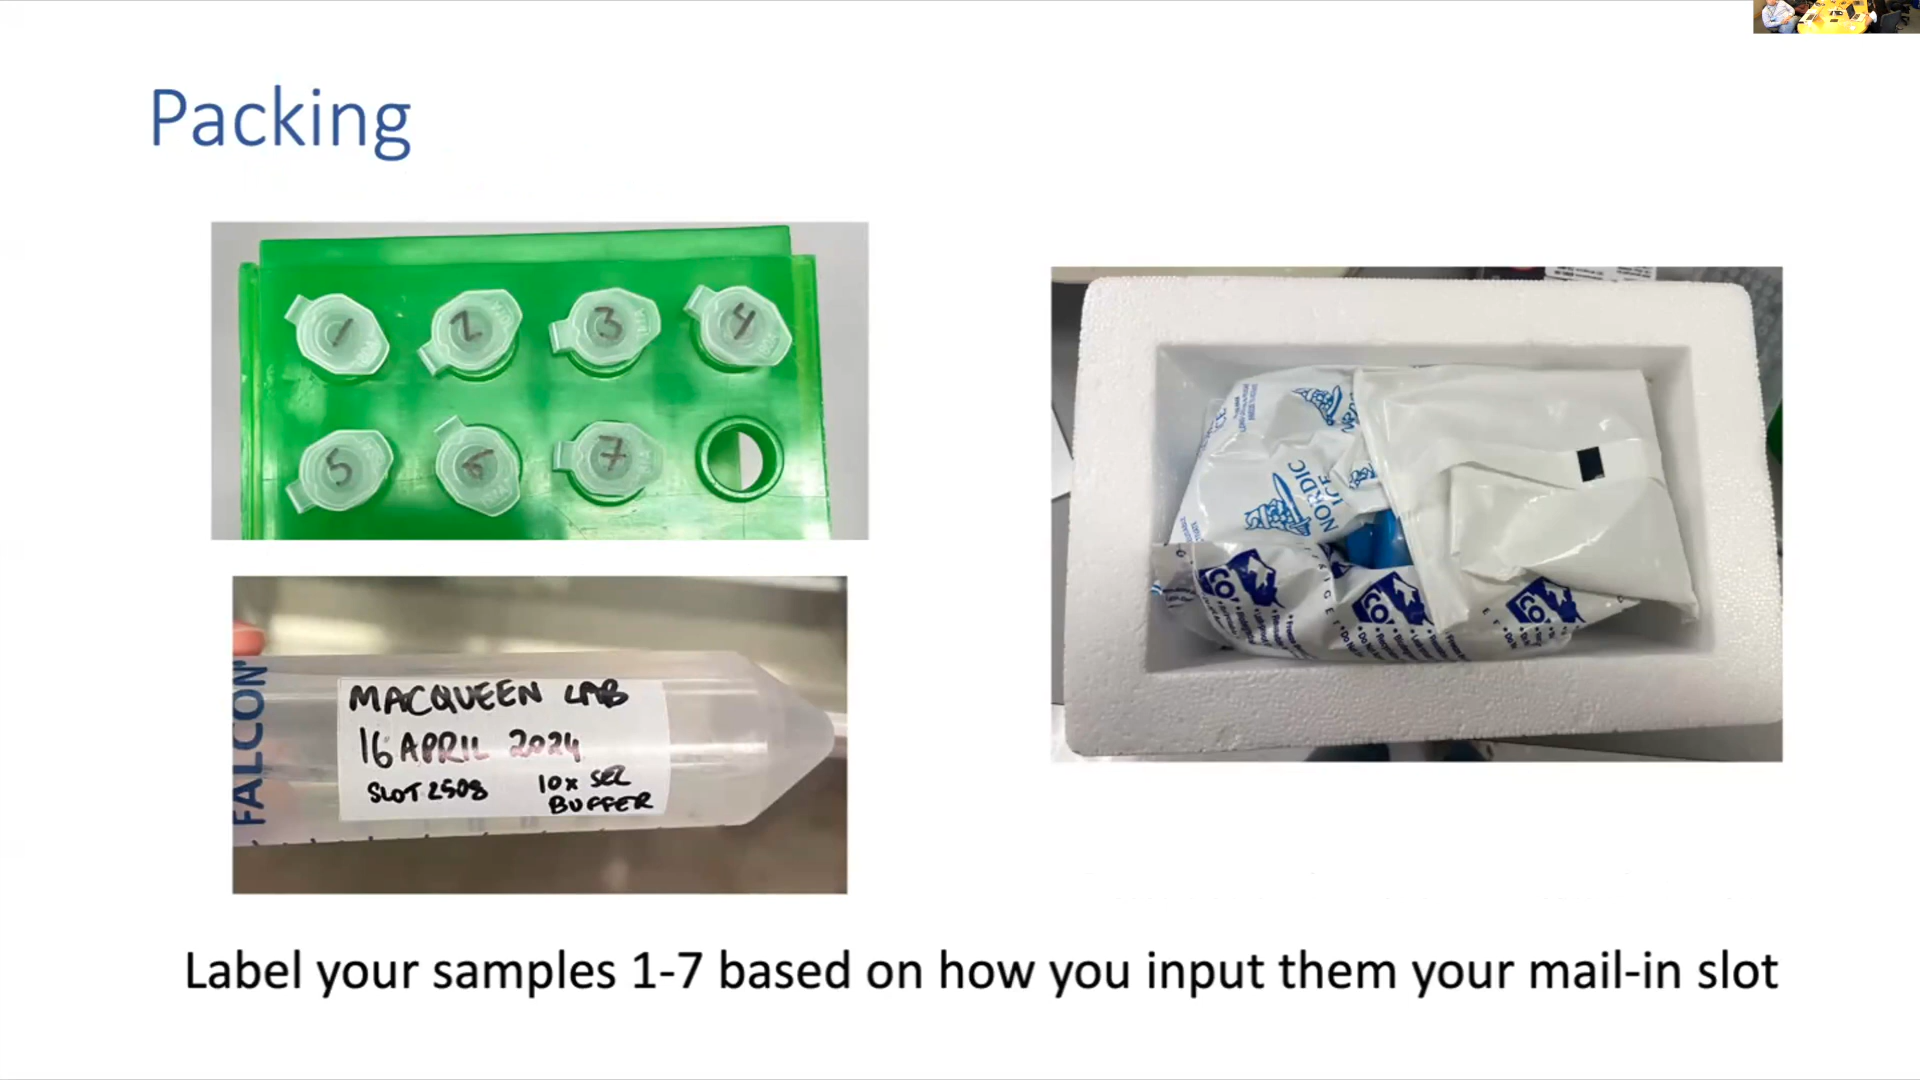 Packing
1
2
3
4
5
6
7
FALCON
MACQUEEN LAB
16 APRIL 2024
SLOT 2508
10x SEC
BUFFER
NORDIC
ICE
Label your samples 1-7 based on how you input them your mail-in slot